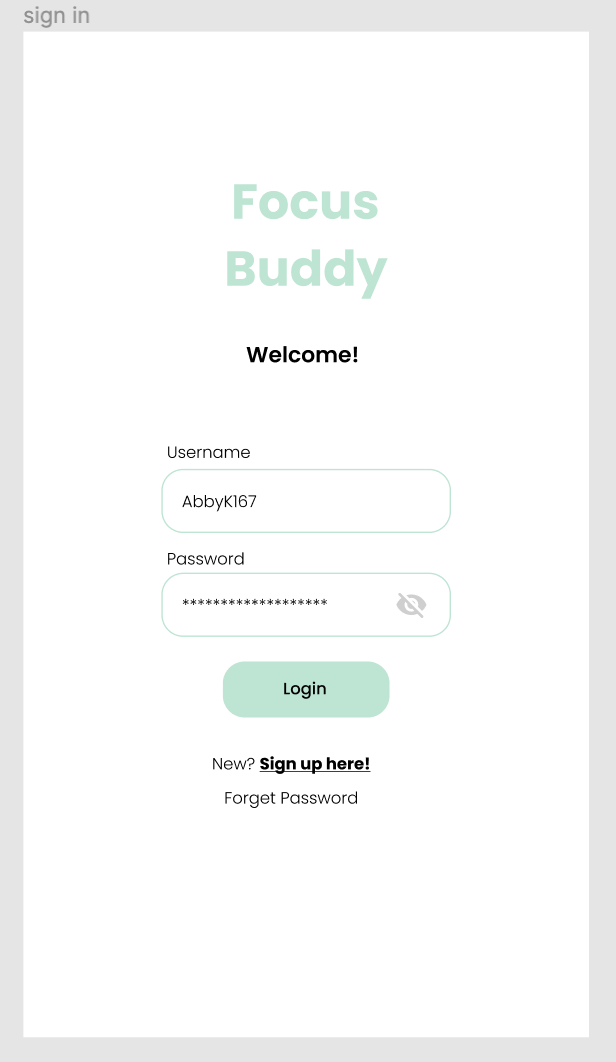 sign in
Focus
Buddy
Welcome!
Username
AbbyK167
Password
*******************
Login
New? Sign up here!
Forget Password